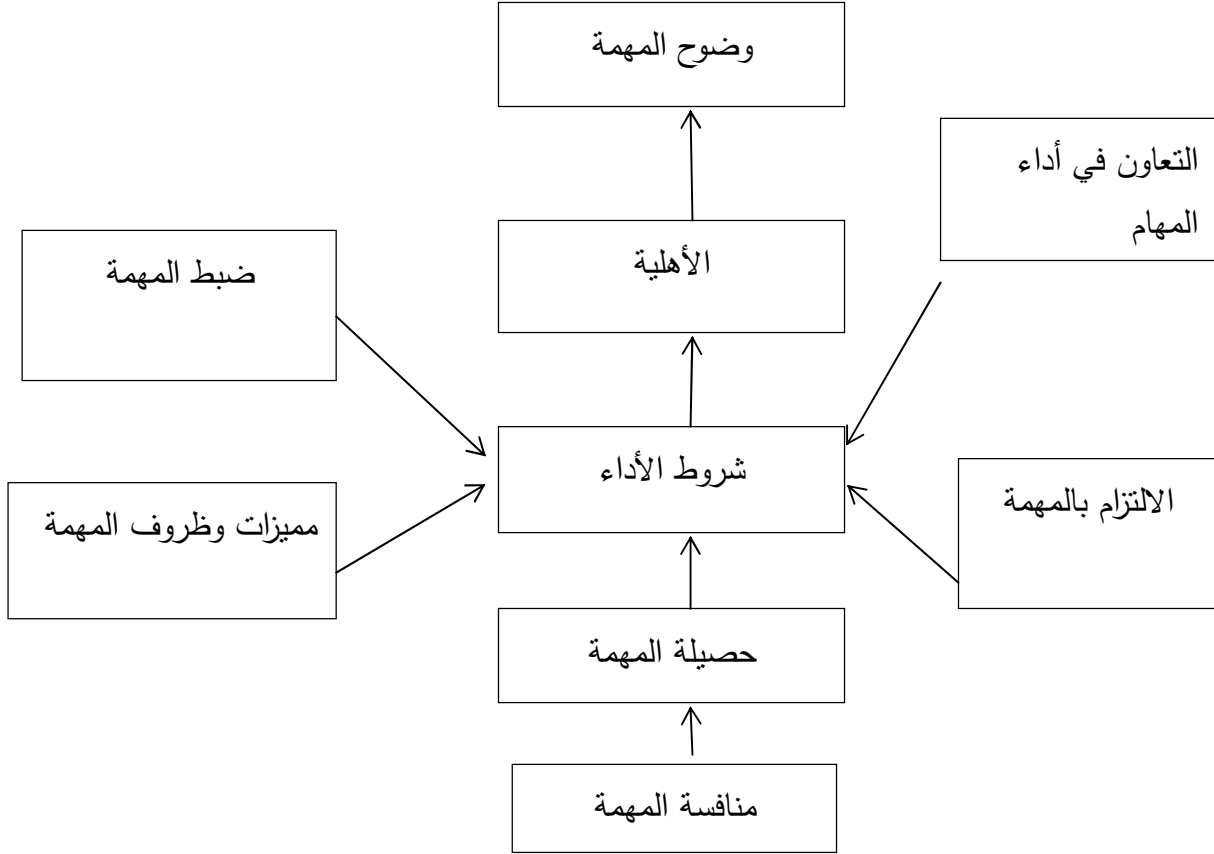 وضوح المهمة
التعاون في أداء
المهام
الأهلية
ضبط المهمة
شروط الأداء
الالتزام بالمهمة
مميزات وظروف المهمة
حصيلة المهمة
منافسة المهمة